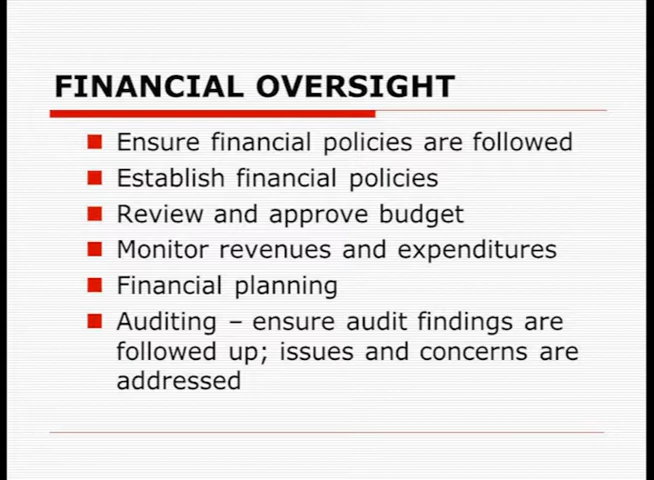 FINANCIAL OVERSIGHT
Ensure financial policies are followed
Establish financial policies
Review and approve budget
Monitor revenues and expenditures
Financial planning
Auditing – ensure audit findings are
followed up; issues and concerns are
addressed